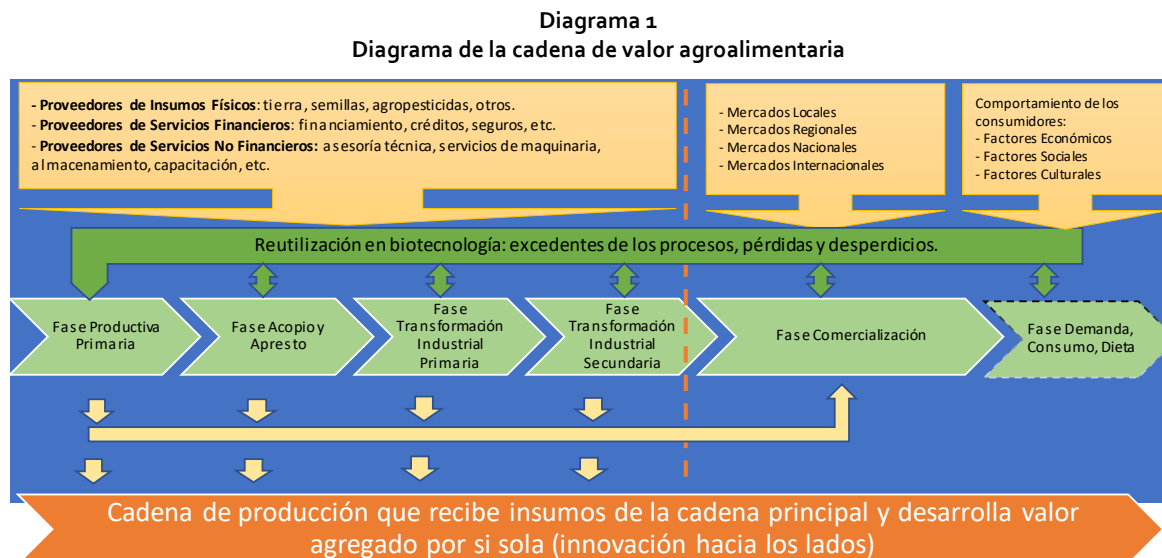 Diagrama 1
Diagrama de la cadena de valor agroalimentaria
- Proveedores de Insumos Físicos: tierra, semillas, agropesticidas, otros.
- Proveedores de Servicios Financieros: financiamiento, créditos, seguros, etc.
- Proveedores de Servicios No Financieros: asesoría técnica, servicios de maquinaria,
almacenamiento, capacitación, etc.
- Mercados Locales
- Mercados Regionales
- Mercados Nacionales
- Mercados Internacionales
Comportamiento de los
consumidores:
- Factores Económicos
- Factores Sociales
- Factores Culturales
Reutilización en biotecnología: excedentes de los procesos, pérdidas y desperdicios.
Fase Productiva
Primaria
Fase Acopio y
Apresto
Fase
Transformación
Industrial
Primaria
Fase
Transformación
Industrial
Secundaria
Fase Comercialización
Fase Demanda,
Consumo, Dieta
Cadena de producción que recibe insumos de la cadena principal y desarrolla valor
agregado por si sola (innovación hacia los lados)